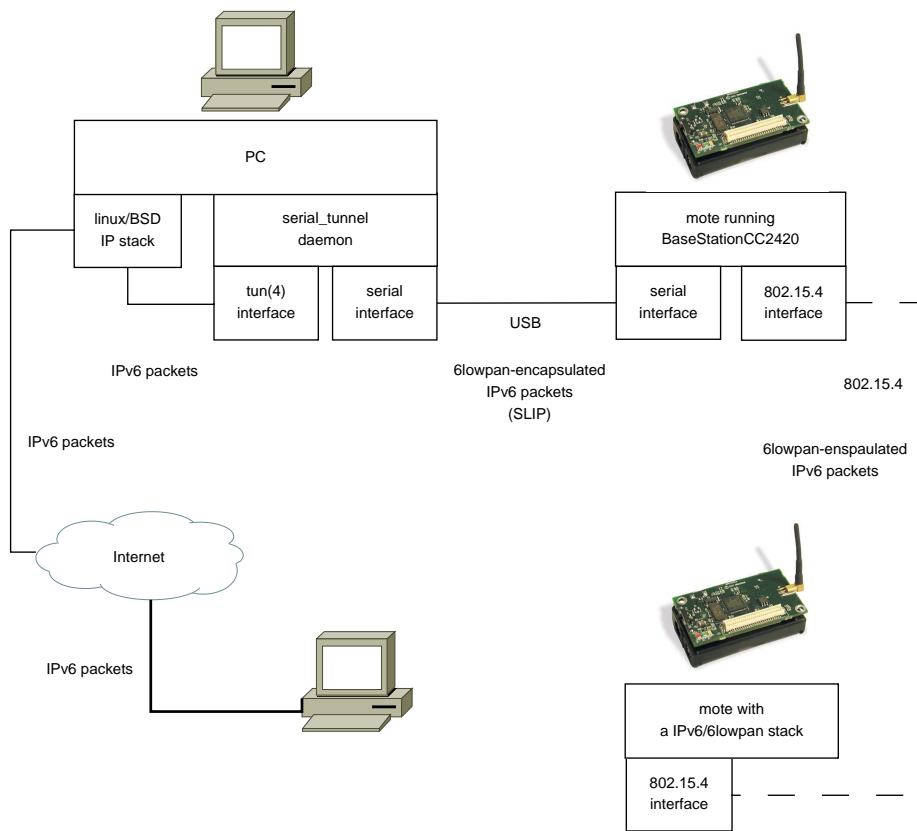 PC
linux/BSD
IP stack
serial_tunnel
daemon
tun(4)
interface
serial
interface
mote running
BaseStationCC2420
serial
interface
802.15.4
interface
USB
IPv6 packets
6lowpan-encapsulated
IPv6 packets
(SLIP)
802.15.4
IPv6 packets
6lowpan-enspaulated
IPv6 packets
Internet
IPv6 packets
mote with
a IPv6/6lowpan stack
802.15.4
interface